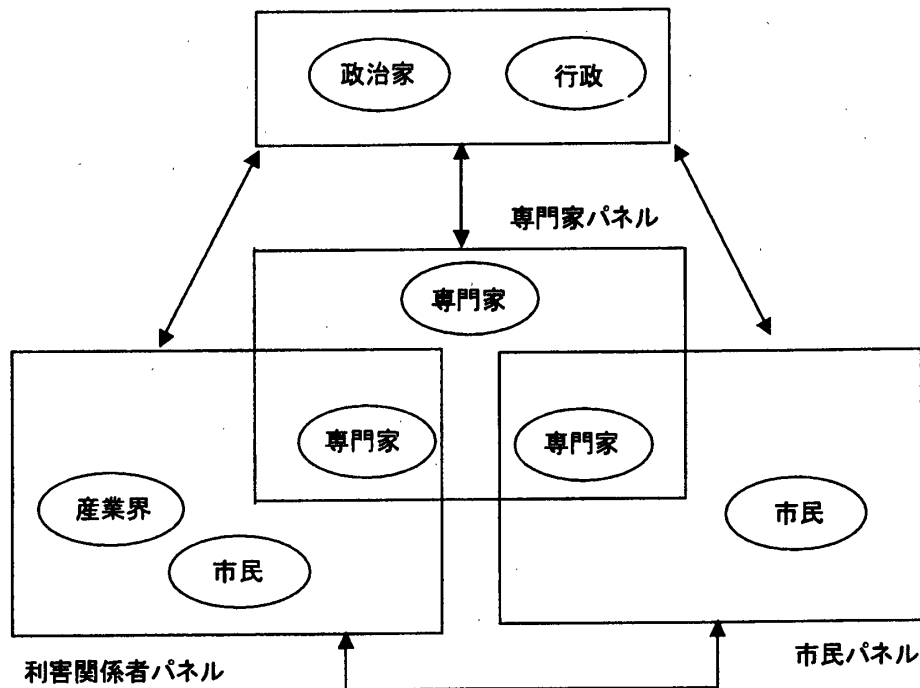 政治家
行政
専門家パネル
専門家
専門家
専門家
産業界
市民
市民
利害関係者パネル
市民パネル